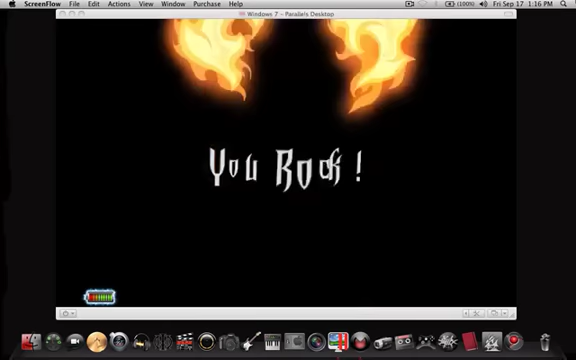 ScreenFlow File Edit Actions View Window Purchase Help (100%) Fri Sep 17 1:16 PM
Windows 7 - Parallels Desktop
You Rock !